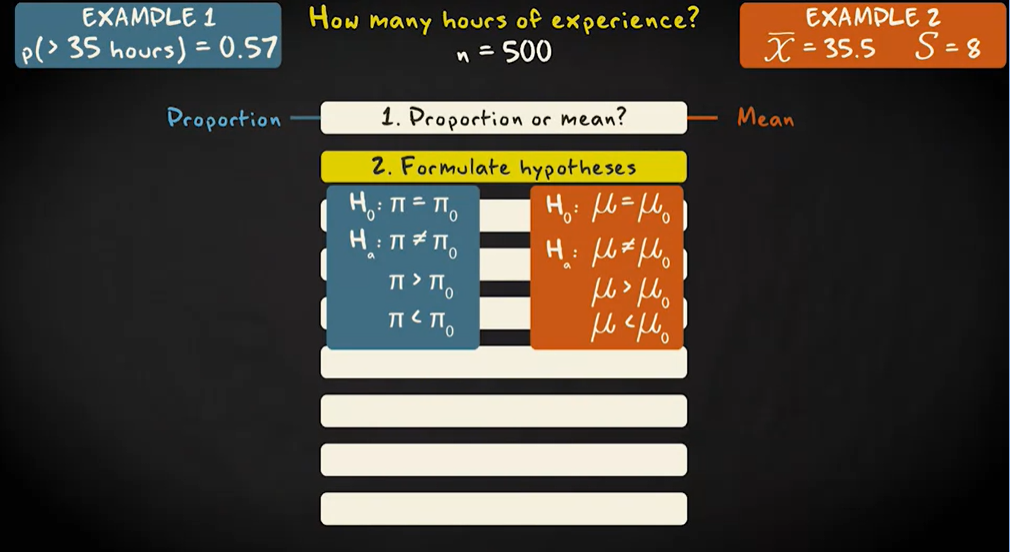 EXAMPLE 1
p(> 35 hours) = 0.57
How many hours of experience?
n = 500
EXAMPLE 2
x̅ = 35.5 S = 8
Proportion
1. Proportion or mean?
Mean
2. Formulate hypotheses
H₀: π = π₀
Hₐ: π ≠ π₀
π > π₀
π < π₀
H₀: μ = μ₀
Hₐ: μ ≠ μ₀
μ > μ₀
μ < μ₀